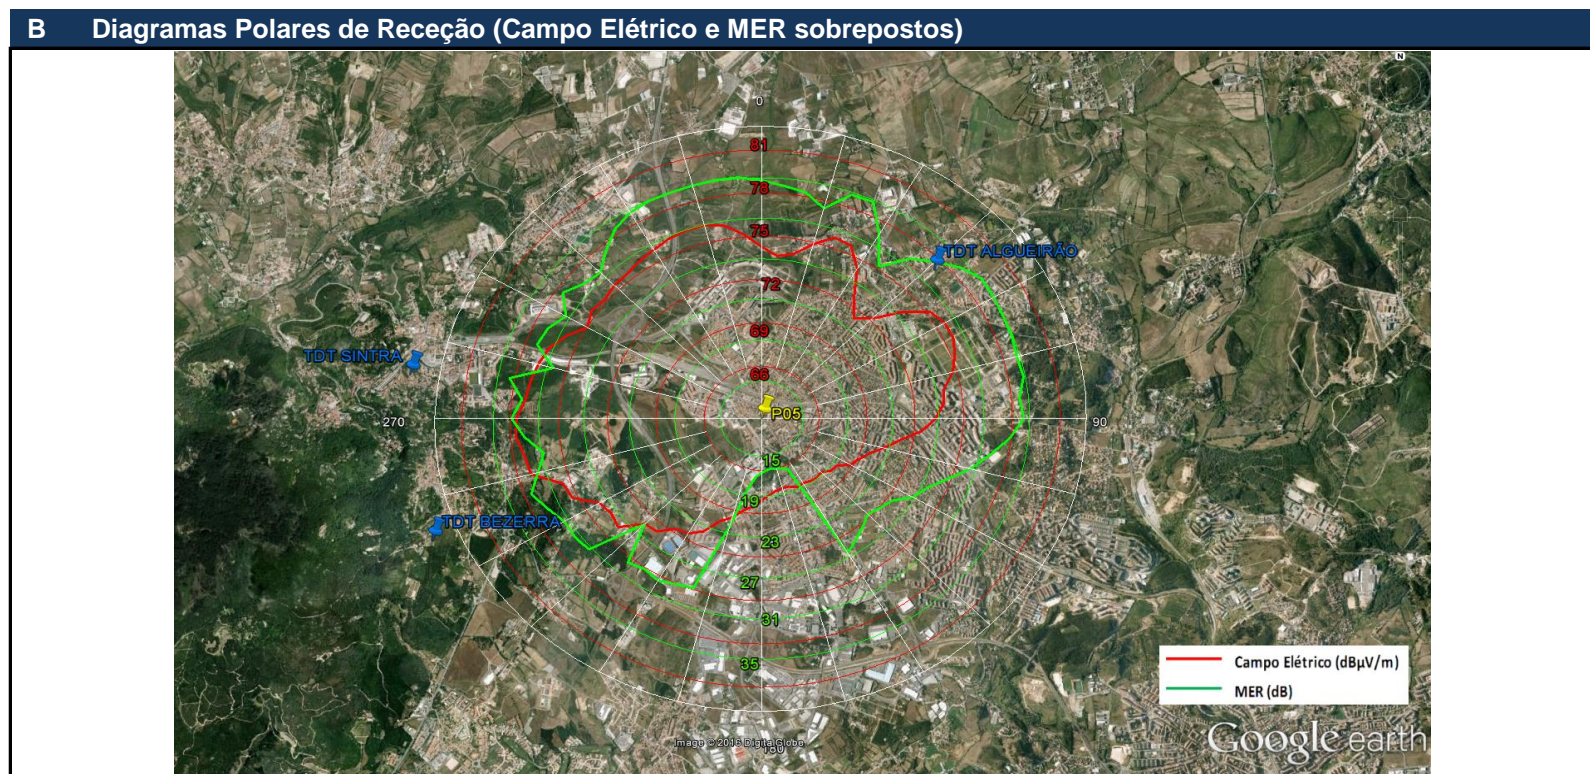 B Diagramas Polares de Receção (Campo Elétrico e MER sobrepostos)
N
0
81
78
75
TDT ALGUEIRÃO
72
69
TDT SINTRA
66
P05
270
90
15
19
TDT BEZERRA
23
27
31
35
Campo Elétrico (dBµV/m)
MER (dB)
Image © 2016 DigitalGlobe
180
Google earth